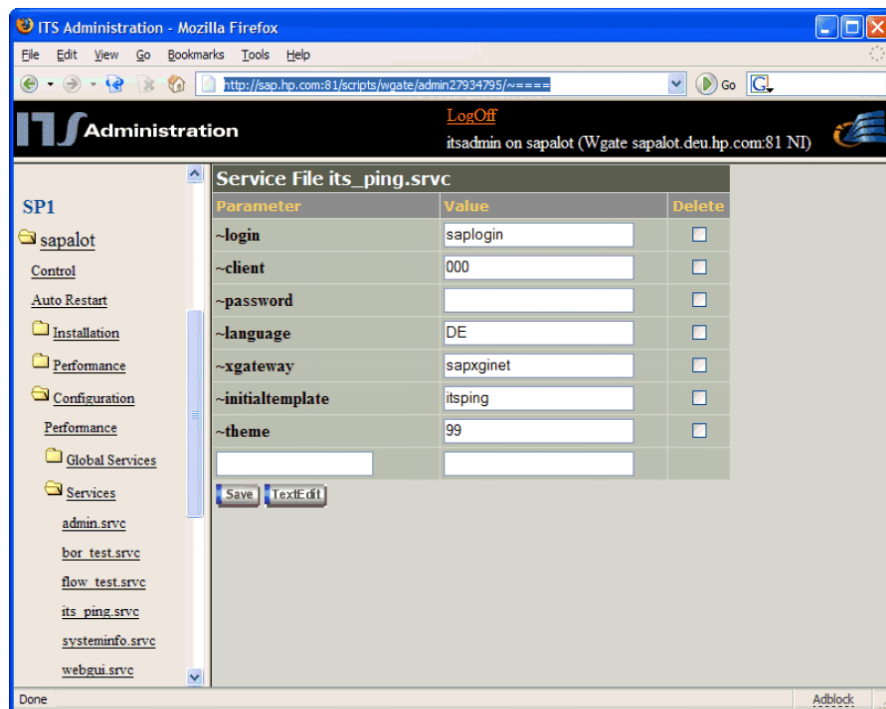 ITS Administration - Mozilla Firefox
File Edit View Go Bookmarks Tools Help
http://sap.hp.com:81/scripts/wgate/admin27934795/~===== Go G
ITS Administration
LogOff
itsadmin on sapalot (Wgate sapalot.deu.hp.com:81 NI)
SP1
sapalot
Control
Auto Restart
Installation
Performance
Configuration
Performance
Global Services
Services
admin.srvc
bor_test.srvc
flow_test.srvc
its_ping.srvc
systeminfo.srvc
webgui.srvc
Service File its_ping.srvc
Parameter Value Delete
~login saplogin
~client 000
~password
~language DE
~xgateway sapxginet
~initialtemplate itsping
~theme 99
Save TextEdit
Done Adblock